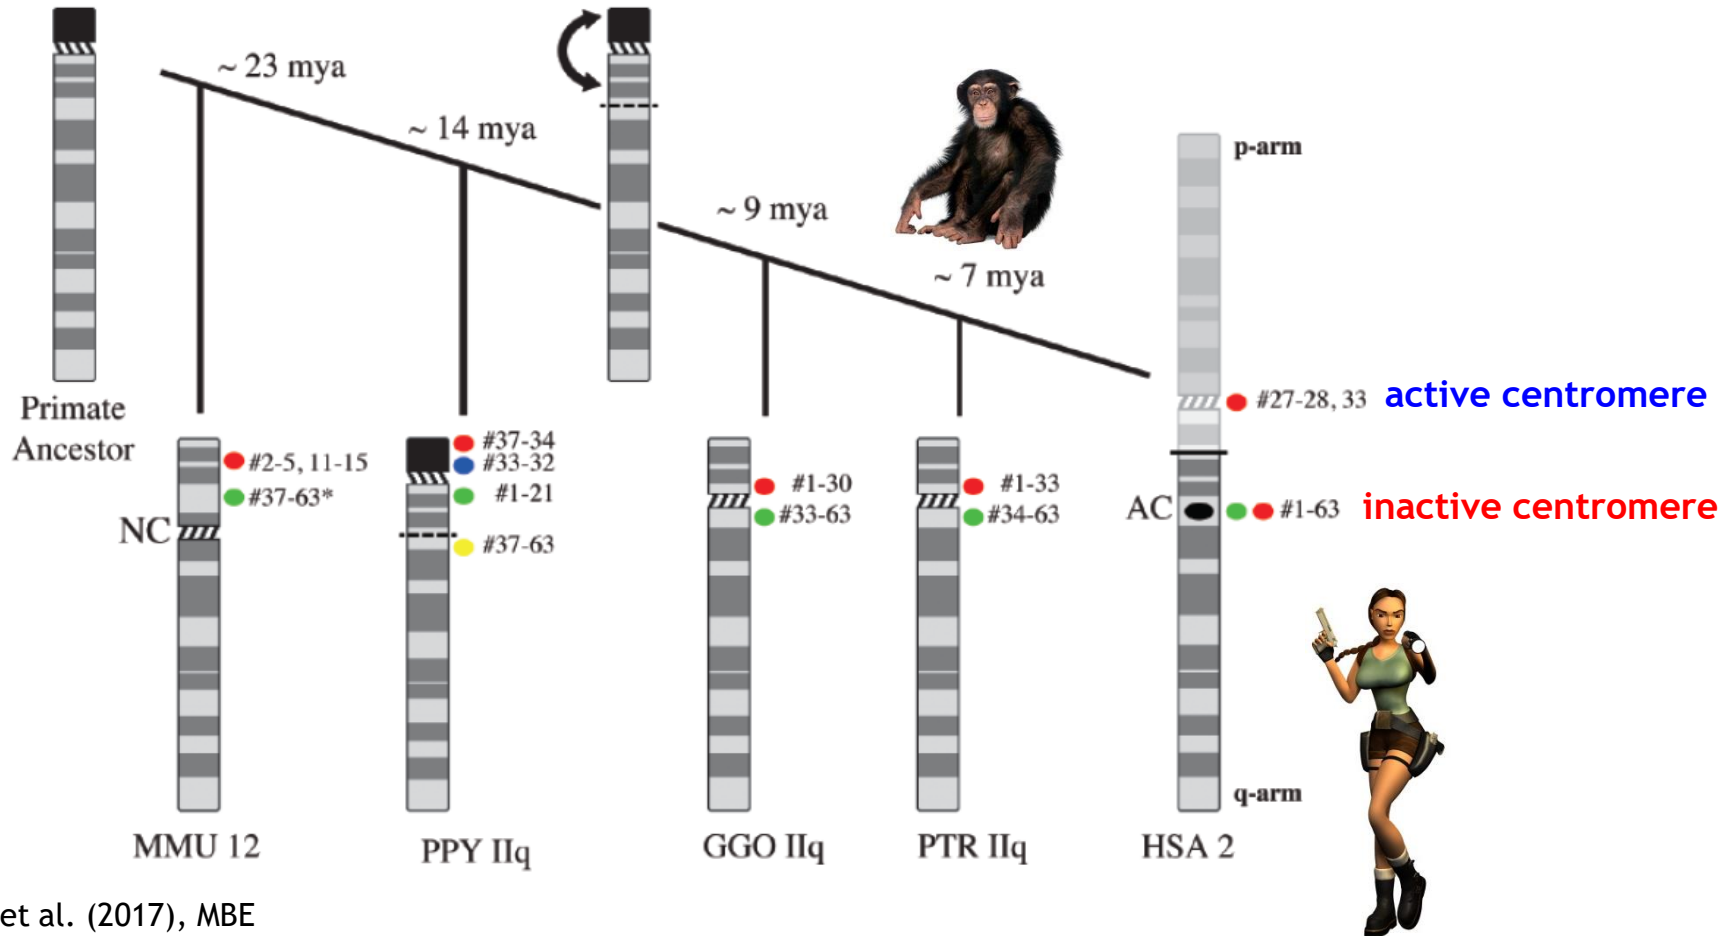 ~ 23 mya
~ 14 mya
~ 9 mya
~ 7 mya
Primate
Ancestor
p-arm
#27-28, 33 active centromere
AC #1-63 inactive centromere
q-arm
#2-5, 11-15
#37-63*
NC
#37-34
#33-32
#1-21
#37-63
#1-30
#33-63
#1-33
#34-63
MMU 12
PPY IIq
GGO IIq
PTR IIq
HSA 2
et al. (2017), MBE